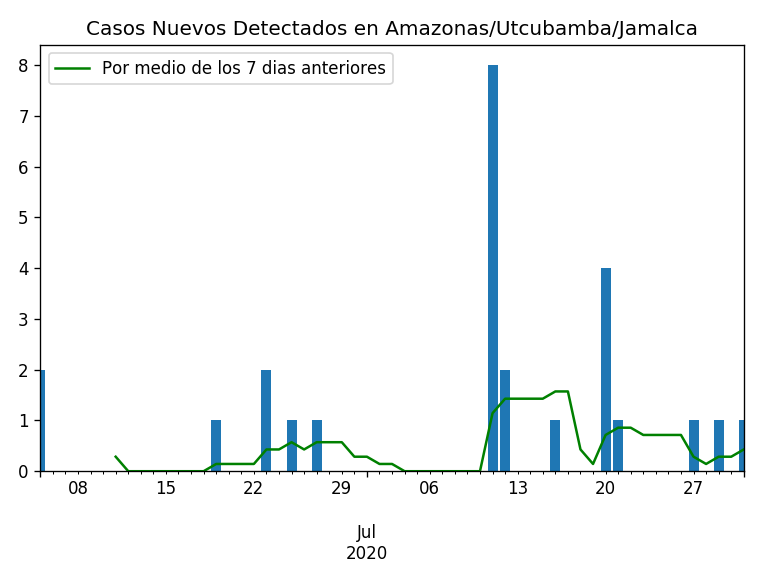 Casos Nuevos Detectados en Amazonas/Utcubamba/Jamalca
Por medio de los 7 dias anteriores
8
7
6
5
4
3
2
1
0
08 15 22 29 06 13 20 27
Jul
2020